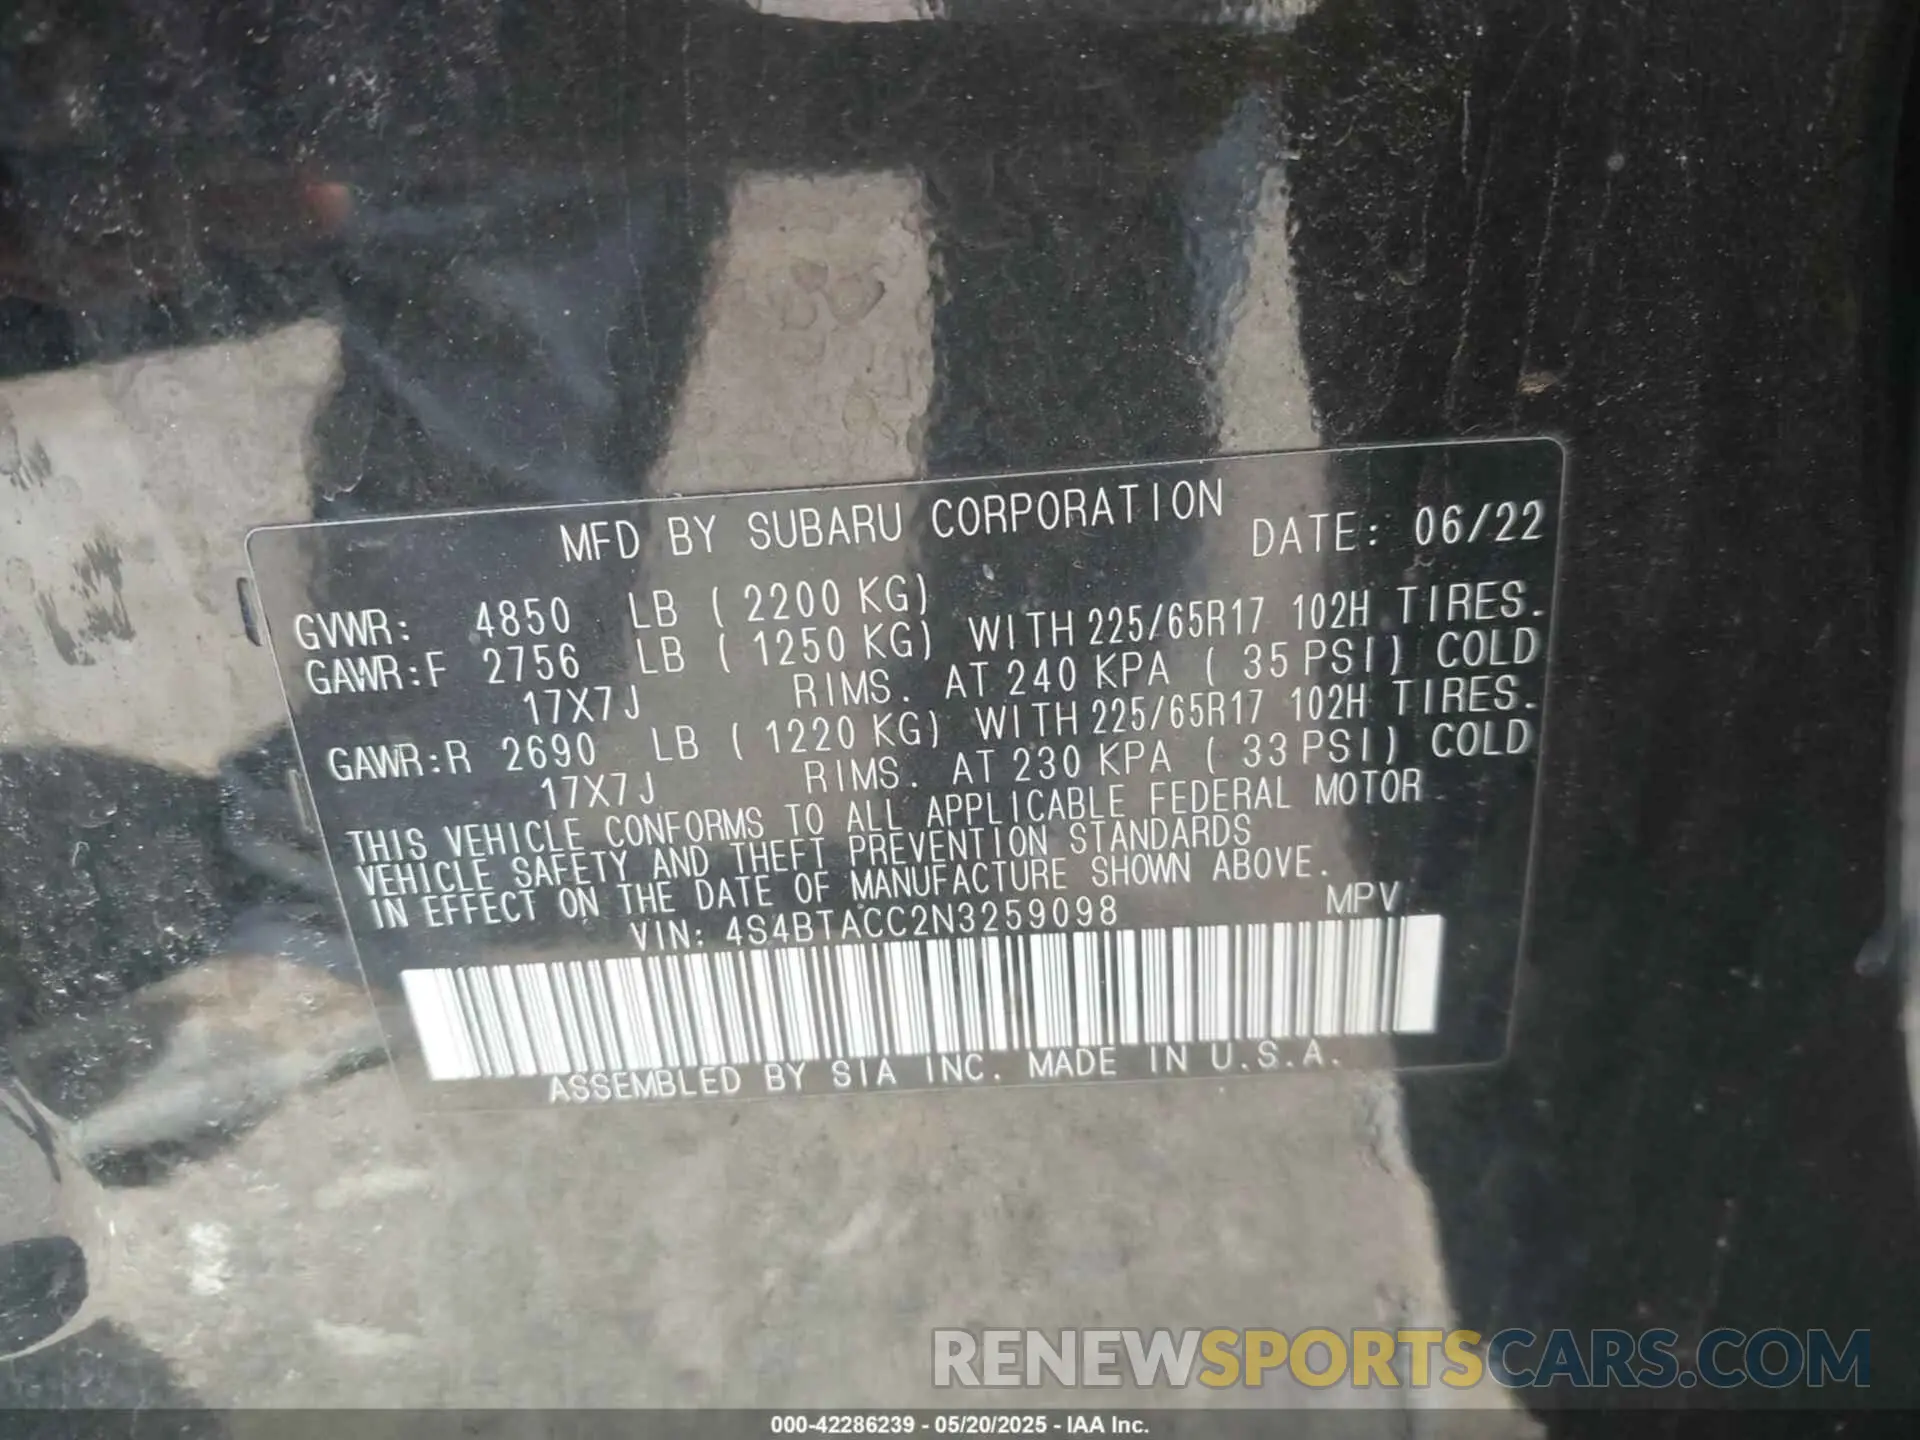 MFD BY SUBARU CORPORATION DATE: 06/22
GVWR: 4850 LB ( 2200 KG)
GAWR:F 2756 LB ( 1250 KG) WITH 225/65R17 102H TIRES.
17X7J RIMS. AT 240 KPA ( 35 PSI) COLD
GAWR:R 2690 LB ( 1220 KG) WITH 225/65R17 102H TIRES.
17X7J RIMS. AT 230 KPA ( 33 PSI) COLD
THIS VEHICLE CONFORMS TO ALL APPLICABLE FEDERAL MOTOR
VEHICLE SAFETY AND THEFT PREVENTION STANDARDS
IN EFFECT ON THE DATE OF MANUFACTURE SHOWN ABOVE.
VIN: 4S4BTACC2N3259098 MPV
ASSEMBLED BY SIA INC. MADE IN U.S.A.
RENEWSPORTSCARS.COM
000-42286239 - 05/20/2025 - IAA Inc.